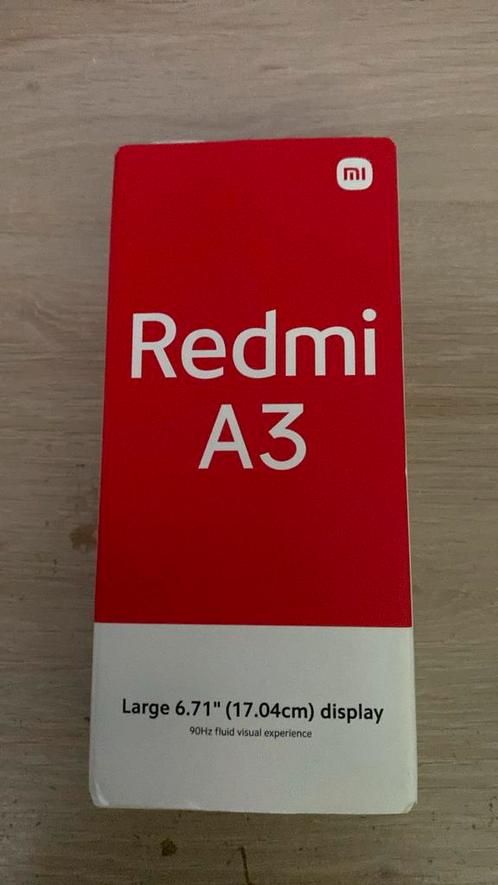 mi
Redmi
A3
Large 6.71" (17.04cm) display
90Hz fluid visual experience